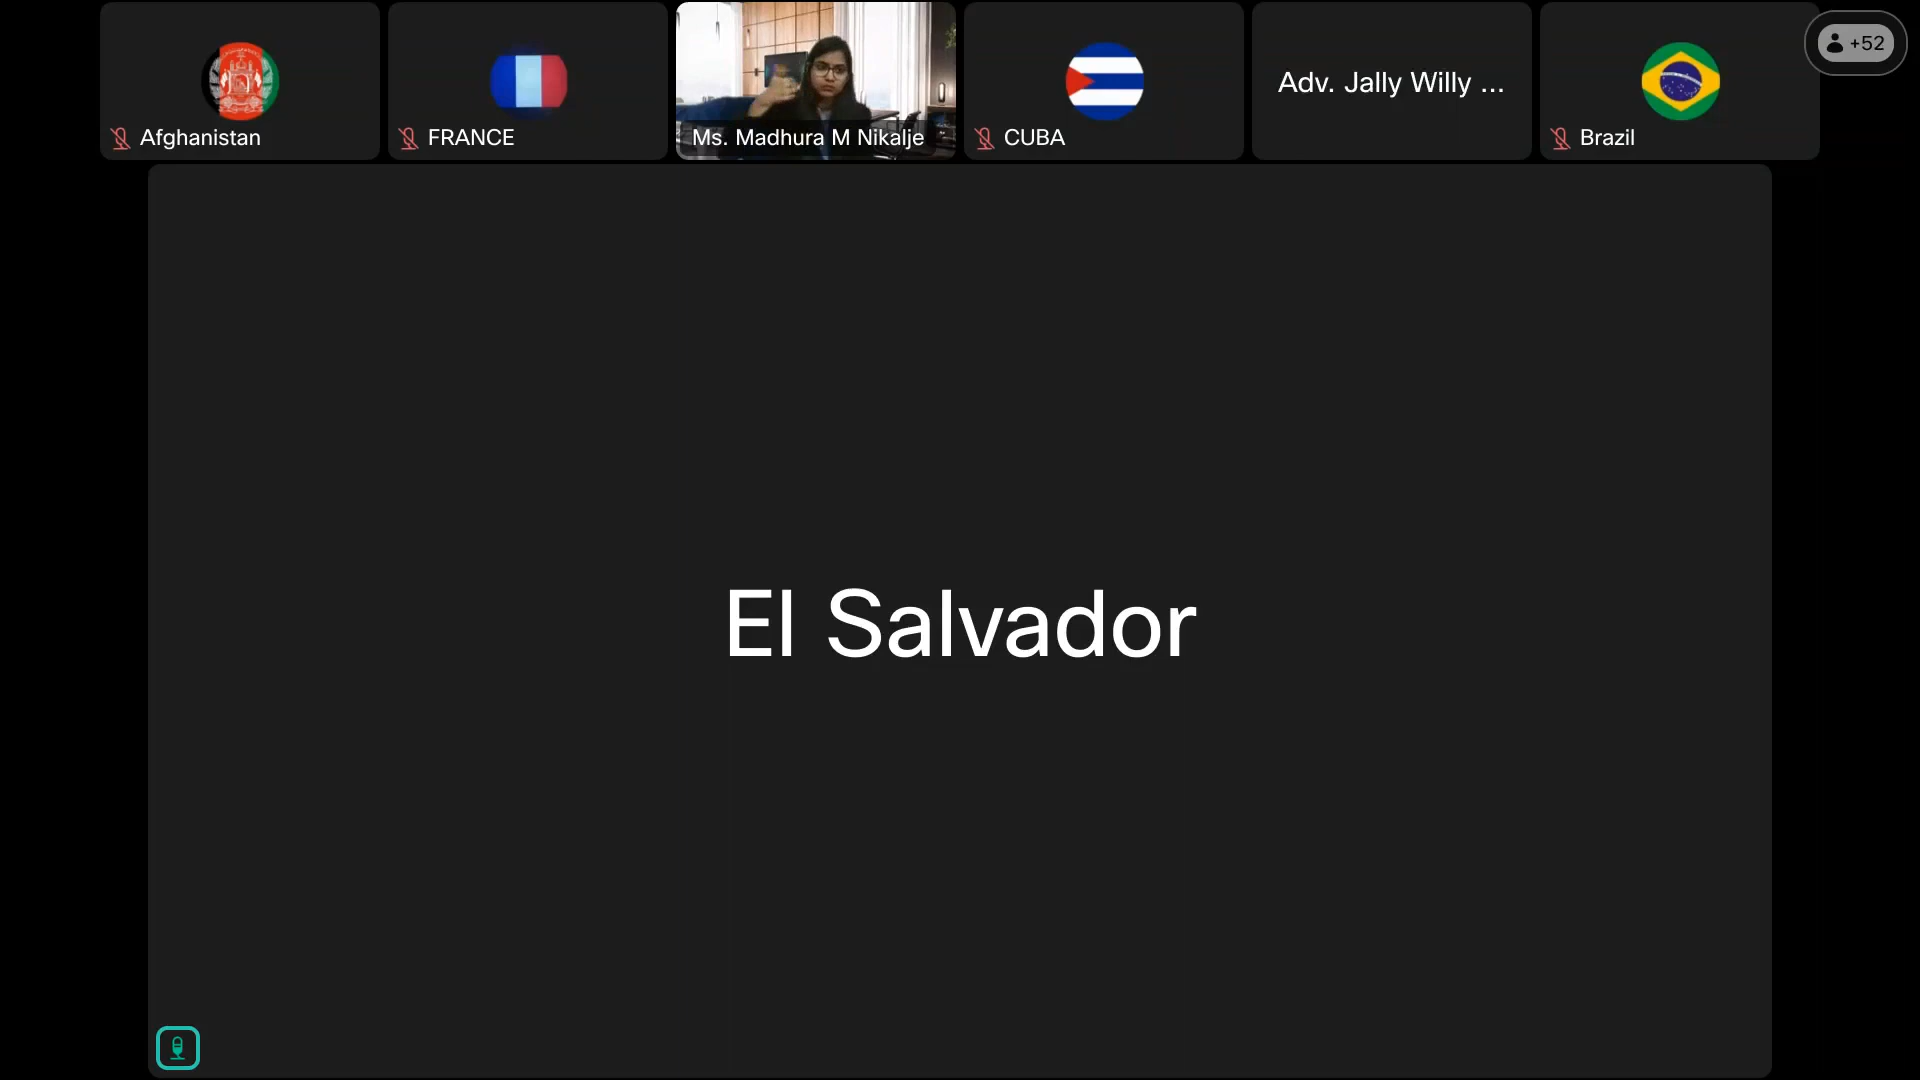 Afghanistan
FRANCE
Ms. Madhura M Nikalje
CUBA
Adv. Jally Willy ...
Brazil
+52
El Salvador